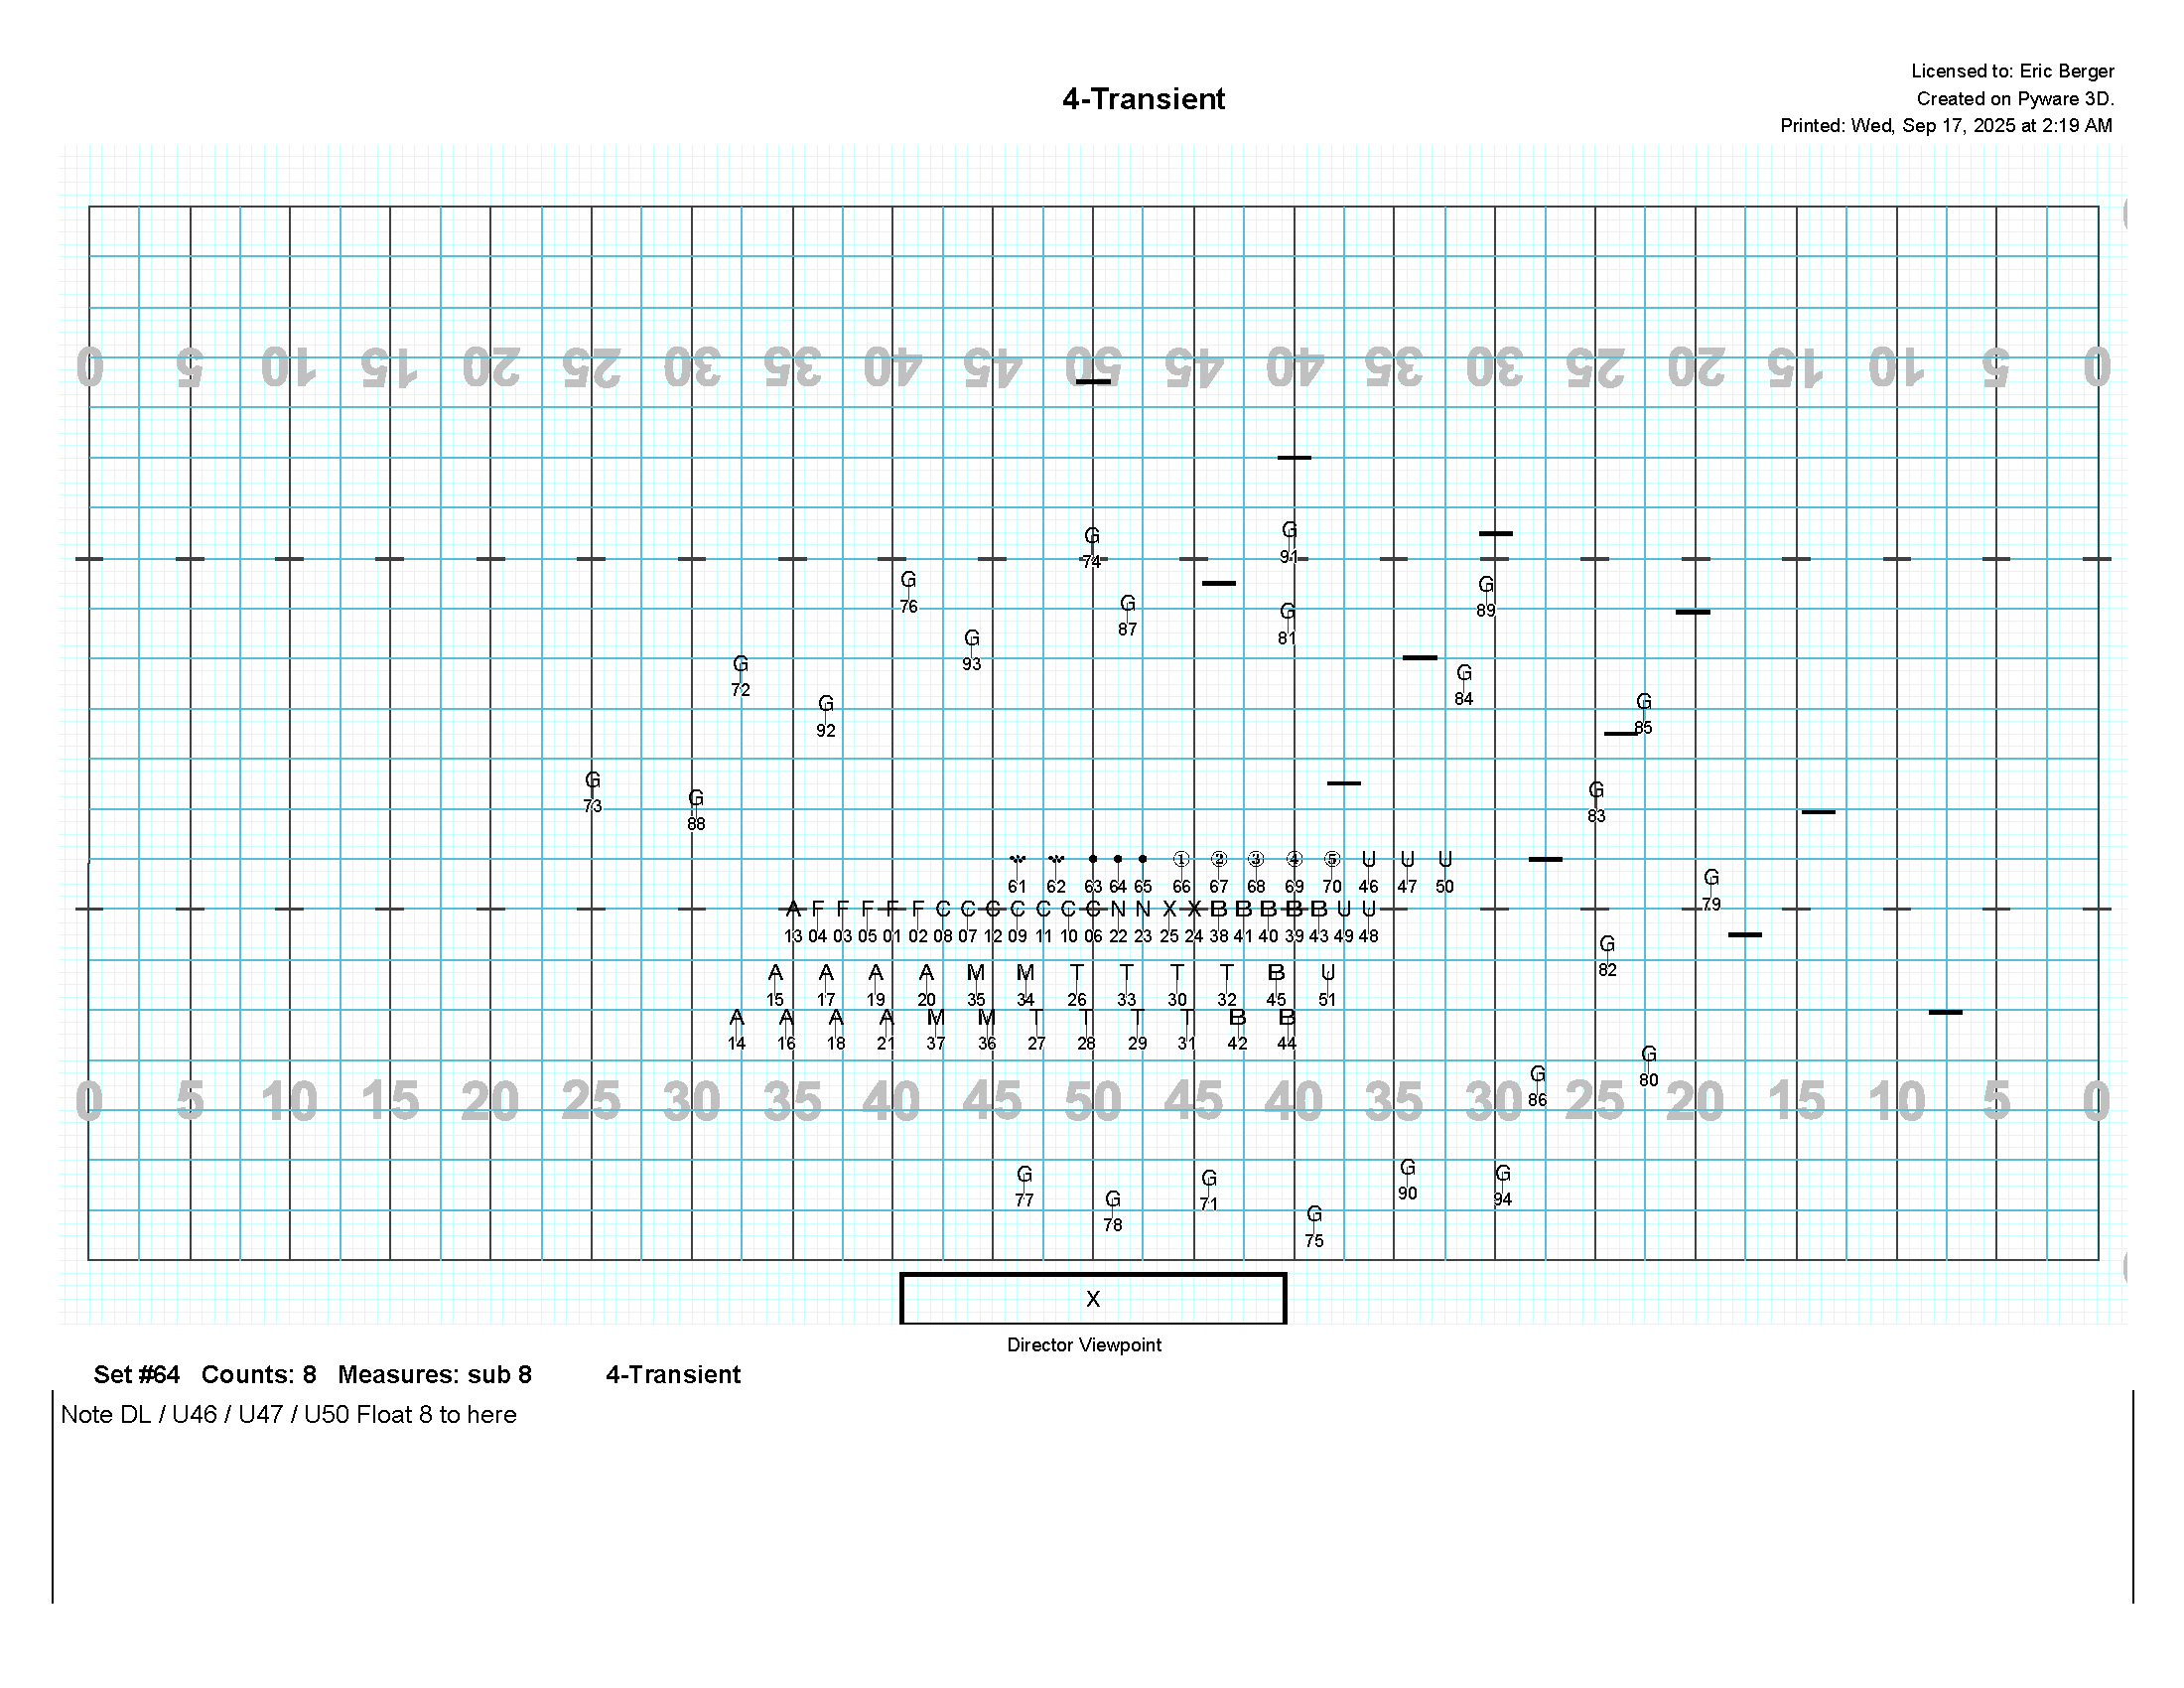 Licensed to: Eric Berger
4-Transient
Created on Pyware 3D.
Printed: Wed, Sep 17, 2025 at 2:19 AM
0 5 10 15 20 25 30 35 40 45 50 45 40 35 30 25 20 15 10 5 0
G G
74 91
G G
76 89
G G
87 81
G
93
G G
72 84
G G
92 85
G G
73 83
G
88
① ② ③ ④ ⑤ U U U
61 62 63 64 65 66 67 68 69 70 46 47 50
G
79
A F F F F F C C C C C C C N N X X B B B B B U U
13 04 03 05 01 02 08 07 12 09 11 10 06 22 23 25 24 38 41 40 39 43 49 48
G
82
A A A A M M T T T T B U
15 17 19 20 35 34 26 33 30 32 45 51
A A A A M M T T T T B B
14 16 18 21 37 36 27 28 29 31 42 44
G
80
G
86
0 5 10 15 20 25 30 35 40 45 50 45 40 35 30 25 20 15 10 5 0
G G G G
77 71 90 94
G
78
G
75
X
Director Viewpoint
Set #64 Counts: 8 Measures: sub 8 4-Transient
Note DL / U46 / U47 / U50 Float 8 to here